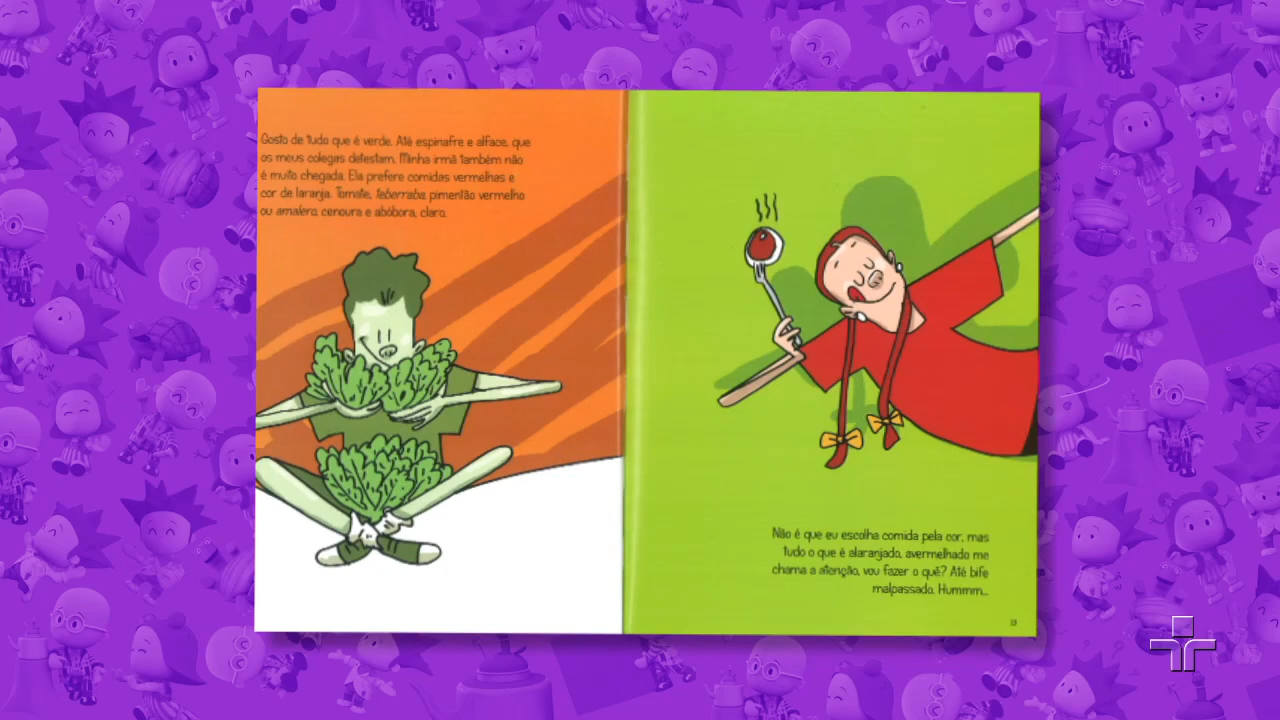 Gosto de tudo que é verde. Até espinafre e alface, que
os meus colegas detestam. Minha irmã também não
é muito chegada. Ela prefere comidas vermelhas e
cor de laranja. Tomate, teberraba, pimentão vermelho
ou amalero, cenoura e abóbora, claro.
Não é que eu escolha comida pela cor, mas
tudo o que é alaranjado, avermelhado me
chama a atenção, vou fazer o quê? Até bife
malpassado. Hummm...